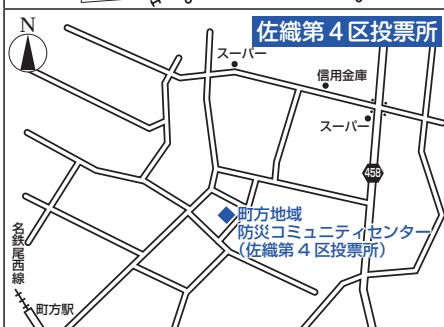 佐織第4区投票所
N
スーパー
信用金庫
スーパー
458
町方地域
防災コミュニティセンター
(佐織第4区投票所)
名鉄尾西線
町方駅